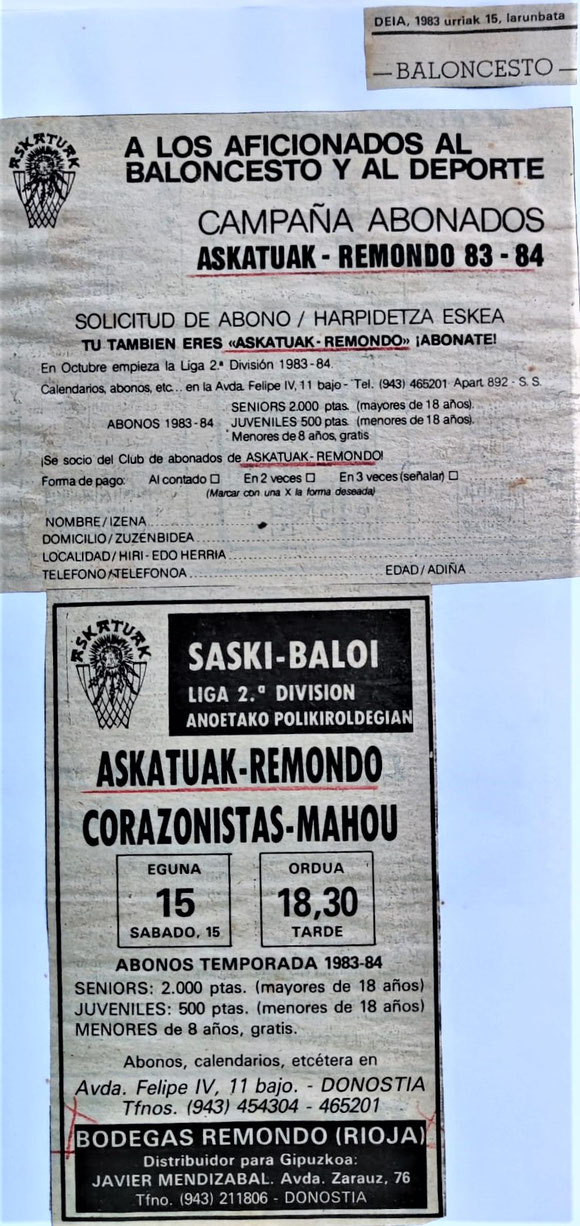 DEIA, 1983 urriak 15, larunbata
— BALONCESTO —
ASKATUAK
A LOS AFICIONADOS AL
BALONCESTO Y AL DEPORTE
CAMPAÑA ABONADOS
ASKATUAK - REMONDO 83 - 84
SOLICITUD DE ABONO / HARPIDETZA ESKEA
TU TAMBIEN ERES «ASKATUAK-REMONDO» ¡ABONATE!
En Octubre empieza la Liga 2.ª División 1983-84.
Calendarios, abonos, etc... en la Avda. Felipe IV, 11 bajo - Tel. (943) 465201 Apart. 892 - S. S.
SENIORS 2.000 ptas. (mayores de 18 años).
ABONOS 1983-84 JUVENILES 500 ptas. (menores de 18 años).
Menores de 8 años, gratis
¡Se socio del Club de abonados de ASKATUAK-REMONDO!
Forma de pago: Al contado □ En 2 veces □ En 3 veces (señalar) □
(Marcar con una X la forma deseada)
NOMBRE / IZENA
DOMICILIO / ZUZENBIDEA
LOCALIDAD / HIRI - EDO HERRIA
TELEFONO / TELEFONOA EDAD / ADIÑA
ASKATUAK
SASKI-BALOI
LIGA 2.ª DIVISION
ANOETAKO POLIKIROLDEGIAN
ASKATUAK-REMONDO
CORAZONISTAS-MAHOU
EGUNA
15
SABADO, 15
ORDUA
18,30
TARDE
ABONOS TEMPORADA 1983-84
SENIORS: 2.000 ptas. (mayores de 18 años)
JUVENILES: 500 ptas. (menores de 18 años)
MENORES de 8 años, gratis.
Abonos, calendarios, etcétera en
Avda. Felipe IV, 11 bajo. - DONOSTIA
Tfnos. (943) 454304 - 465201
BODEGAS REMONDO (RIOJA)
Distribuidor para Gipuzkoa:
JAVIER MENDIZABAL. Avda. Zarauz, 76
Tfno. (943) 211806 - DONOSTIA